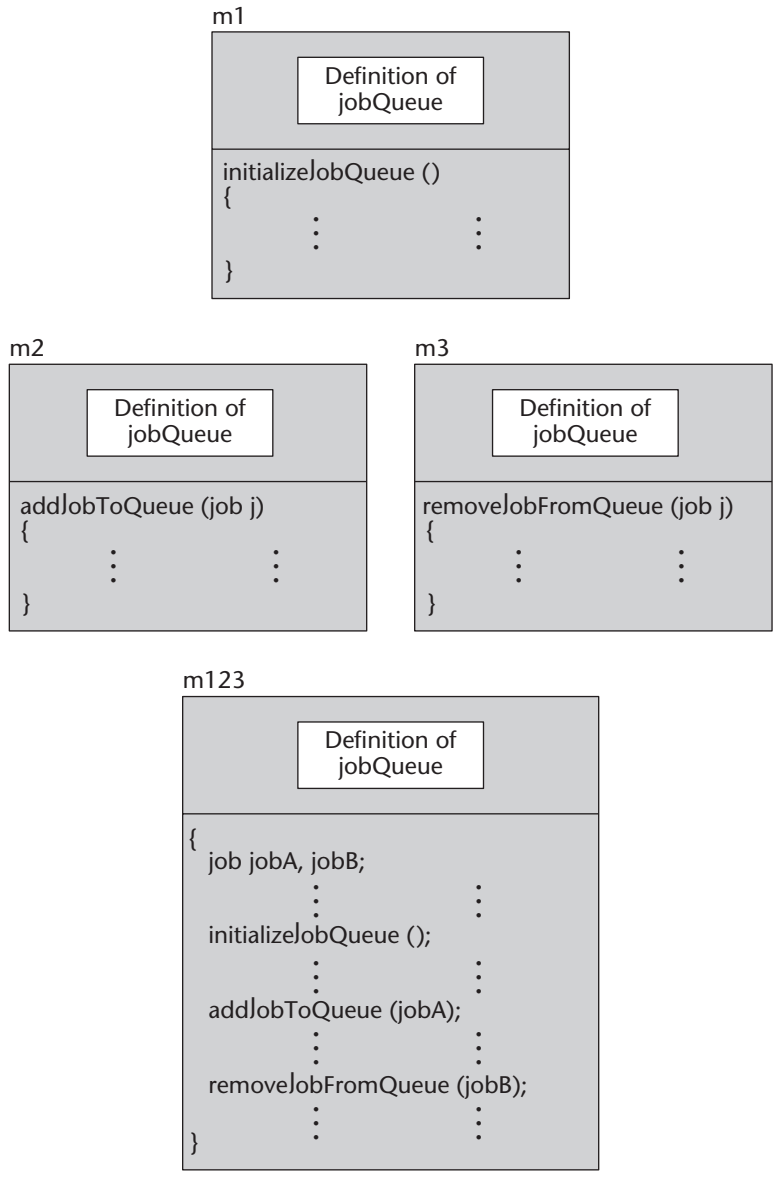 m1
Definition of
jobQueue
initializeJobQueue ()
{
}
m2
Definition of
jobQueue
addJobToQueue (job j)
{
}
m3
Definition of
jobQueue
removeJobFromQueue (job j)
{
}
m123
Definition of
jobQueue
{
job jobA, jobB;
initializeJobQueue ();
addJobToQueue (jobA);
removeJobFromQueue (jobB);
}